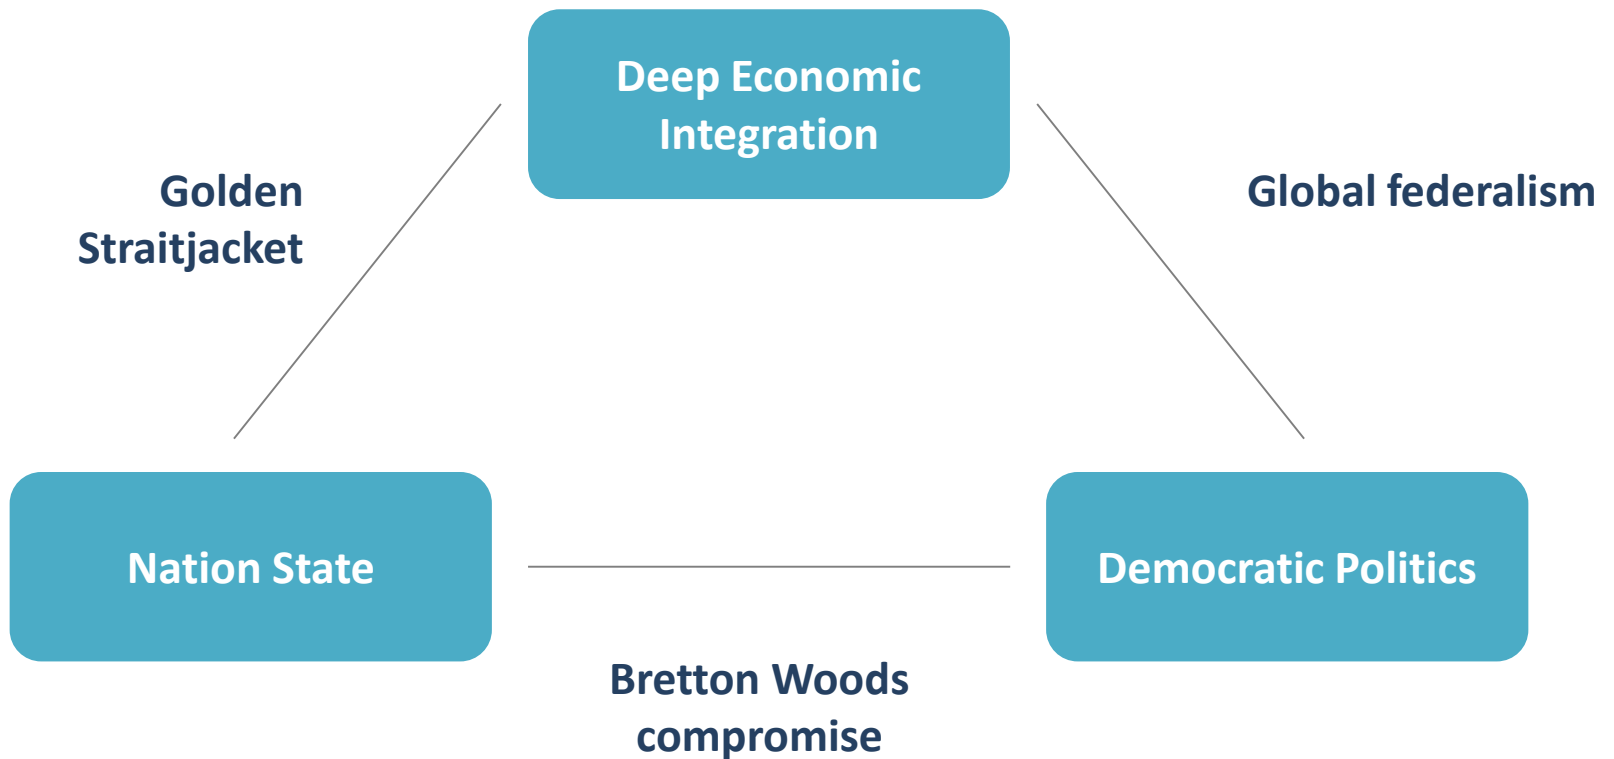 Deep Economic
Integration
Golden
Straitjacket
Global federalism
Nation State
Democratic Politics
Bretton Woods
compromise